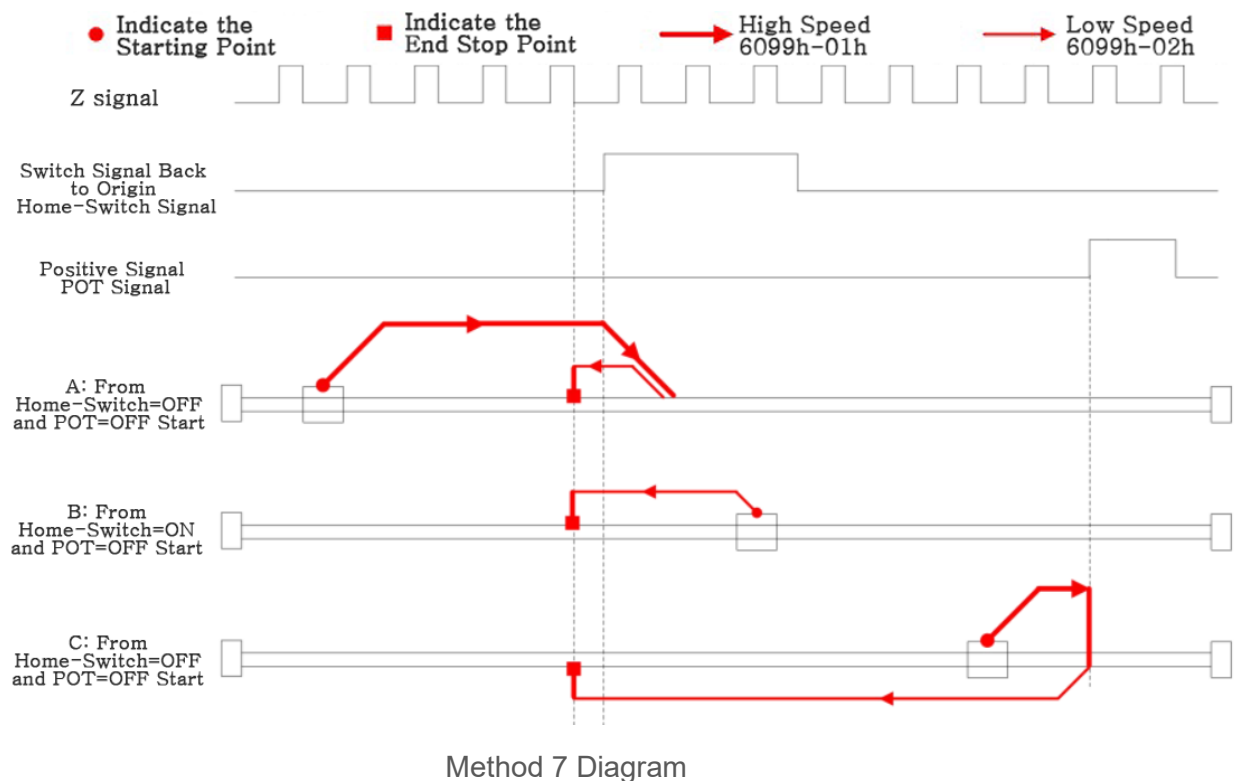 Indicate the
Starting Point
Indicate the
End Stop Point
High Speed
6099h-01h
Low Speed
6099h-02h
Z signal
Switch Signal Back
to Origin
Home-Switch Signal
Positive Signal
POT Signal
A: From
Home-Switch=OFF
and POT=OFF Start
B: From
Home-Switch=ON
and POT=OFF Start
C: From
Home-Switch=OFF
and POT=OFF Start
Method 7 Diagram